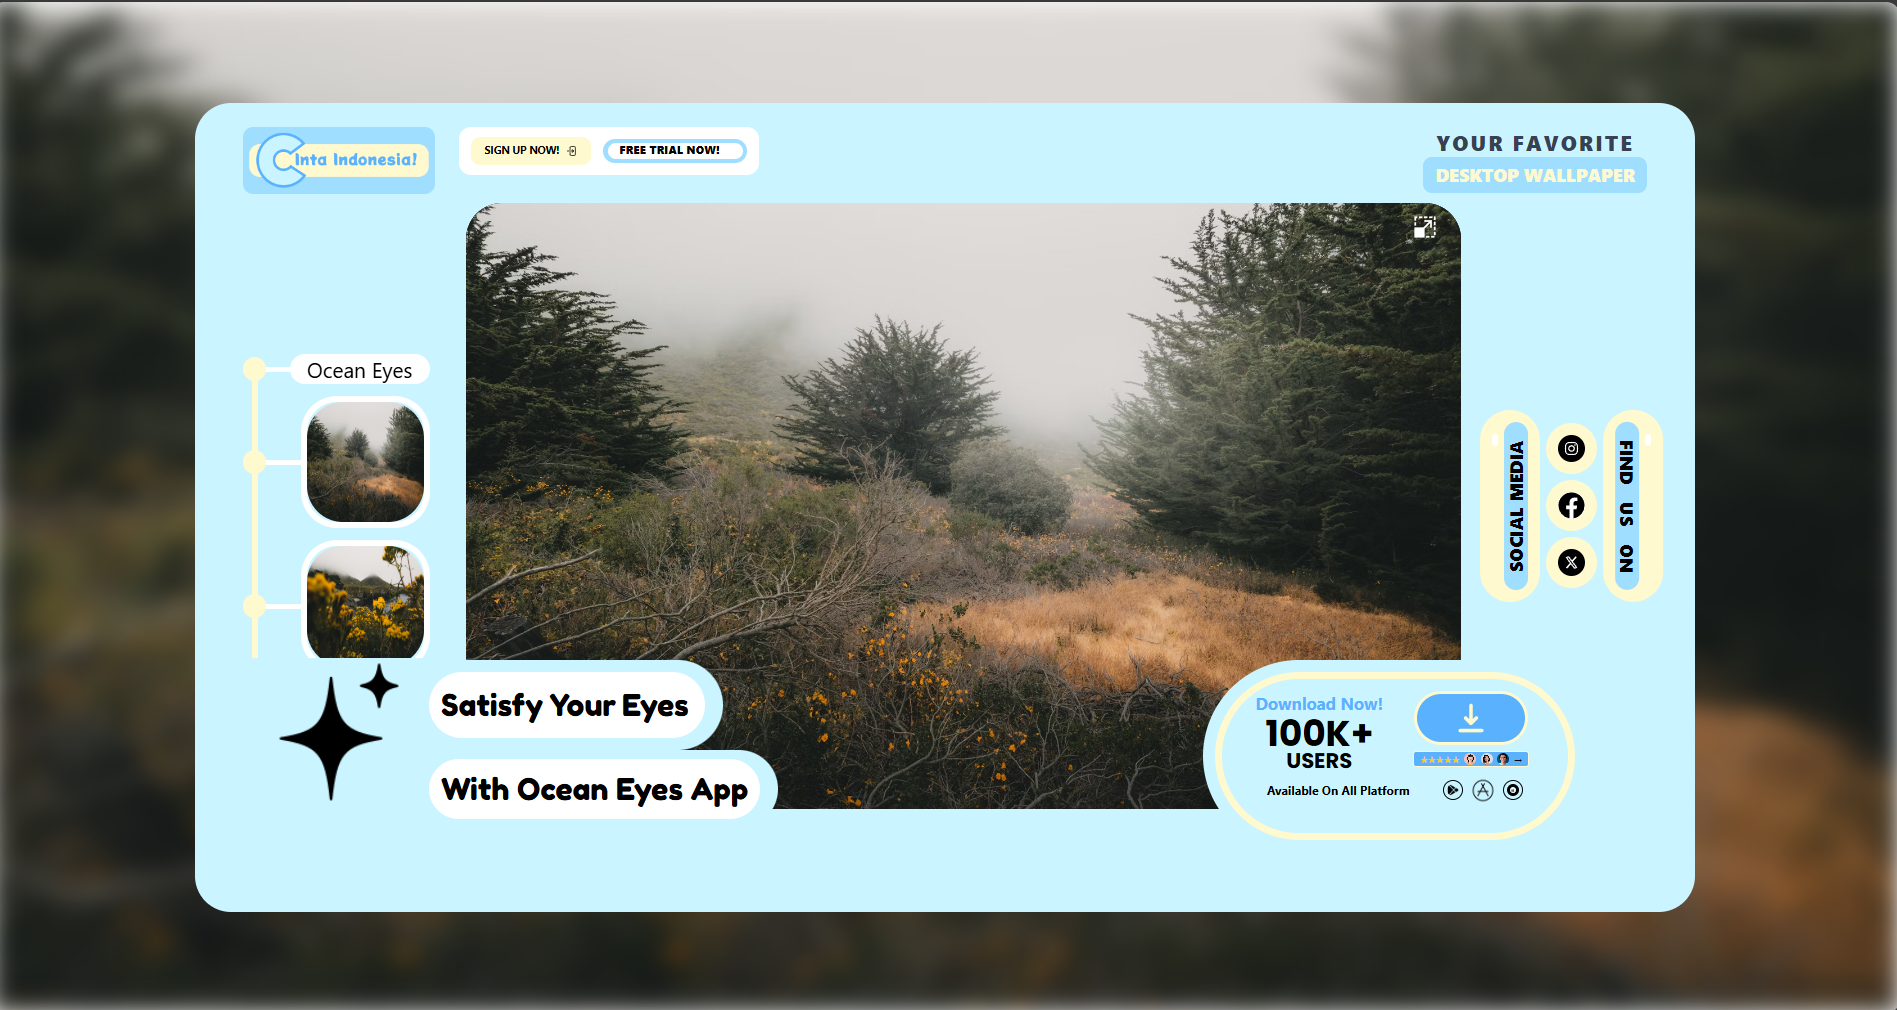 Cinta Indonesia!
SIGN UP NOW!
FREE TRIAL NOW!
YOUR FAVORITE
DESKTOP WALLPAPER
Ocean Eyes
SOCIAL MEDIA
FIND US ON
Satisfy Your Eyes
With Ocean Eyes App
Download Now!
100K+
USERS
Available On All Platform